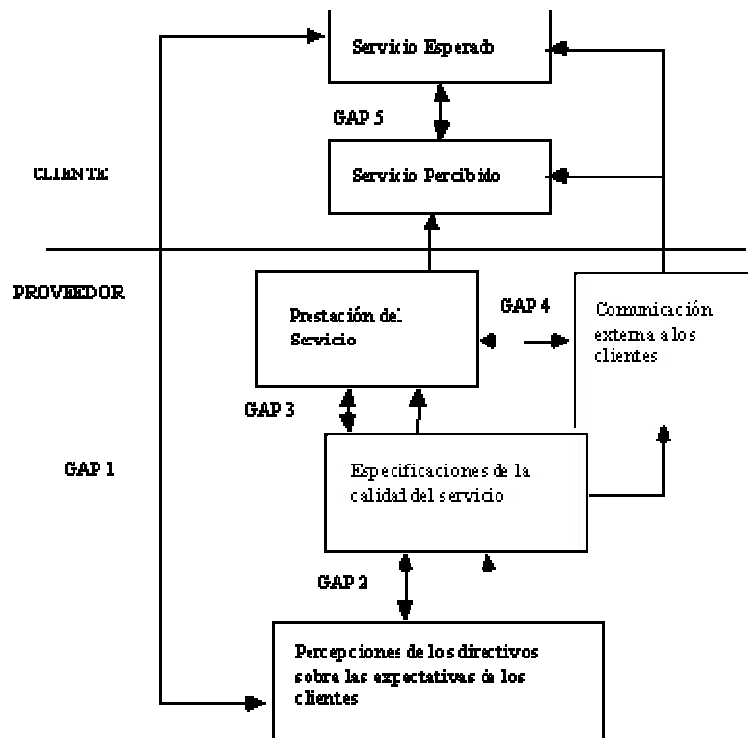 Servicio Esperado
GAP 5
CLIENTE
Servicio Percibido
PROVEEDOR
Prestación del
Servicio
GAP 4
Comunicación
externa a los
clientes
GAP 3
GAP 1
Especificaciones de la
calidad del servicio
GAP 2
Percepciones de los directivos
sobre las expectativas de los
clientes